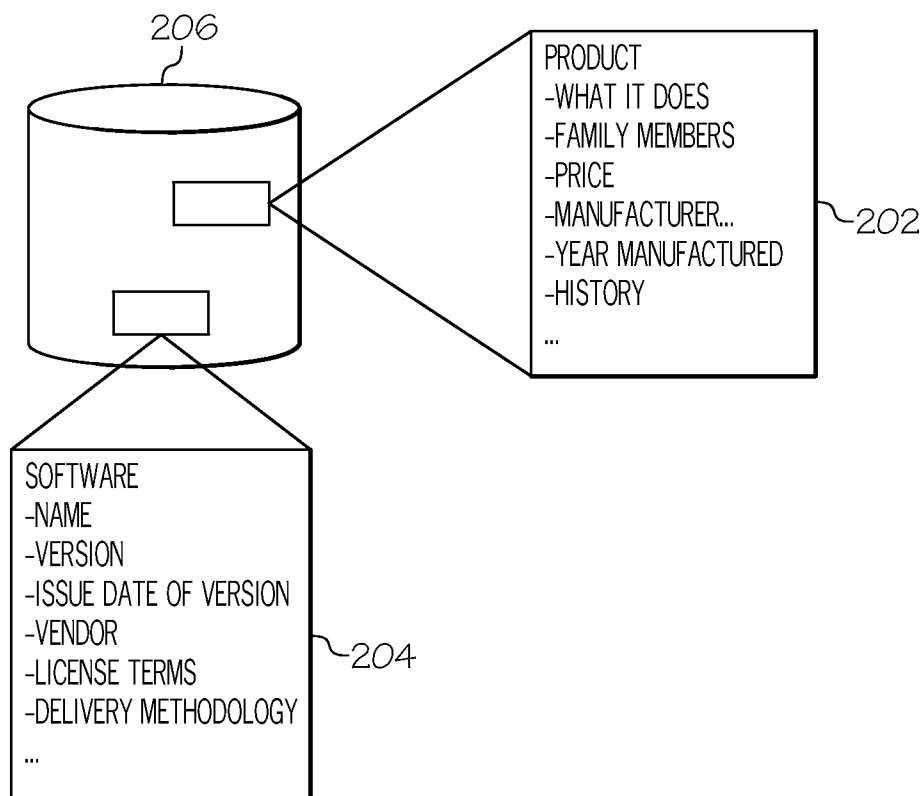 206
PRODUCT
-WHAT IT DOES
-FAMILY MEMBERS
-PRICE
-MANUFACTURER...
-YEAR MANUFACTURED
-HISTORY
...
202
SOFTWARE
-NAME
-VERSION
-ISSUE DATE OF VERSION
-VENDOR
-LICENSE TERMS
-DELIVERY METHODOLOGY
...
204